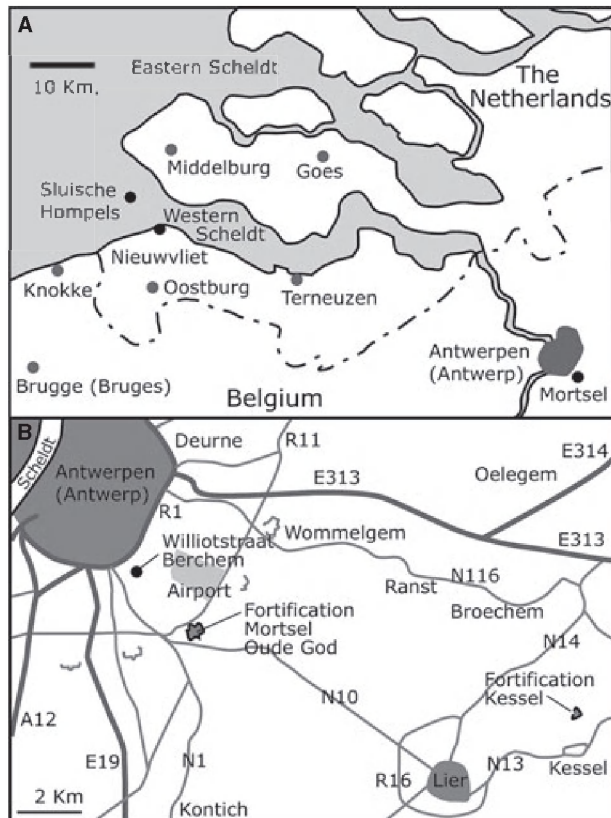 A
Eastern Scheldt
10 Km.
The
Netherlands
Middelburg
Goes
Sluische
Hompels
Western
Scheldt
Nieuwvliet
Knokke
Oostburg
Terneuzen
Antwerpen
(Antwerp)
Brugge (Bruges)
Belgium
Mortsel
B
Deurne
R11
E314
Scheldt
Antwerpen
(Antwerp)
E313
Oelegem
R1
Williotstraat
Berchem
Wommelgem
E313
Airport
Ranst
N116
Broechem
Fortification
Mortsel
Oude God
N14
Fortification
Kessel
N10
A12
E19
N1
R16
Lier
N13
Kessel
2 Km
Kontich